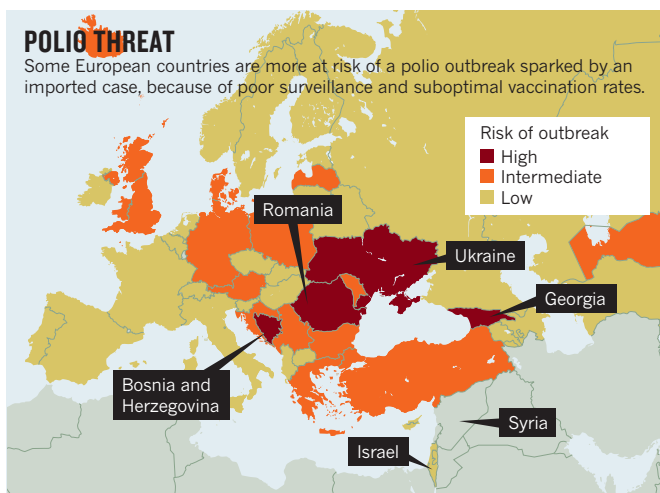 POLIO THREAT
Some European countries are more at risk of a polio outbreak sparked by an
imported case, because of poor surveillance and suboptimal vaccination rates.
Risk of outbreak
High
Intermediate
Low
Romania
Ukraine
Georgia
Bosnia and
Herzegovina
Syria
Israel